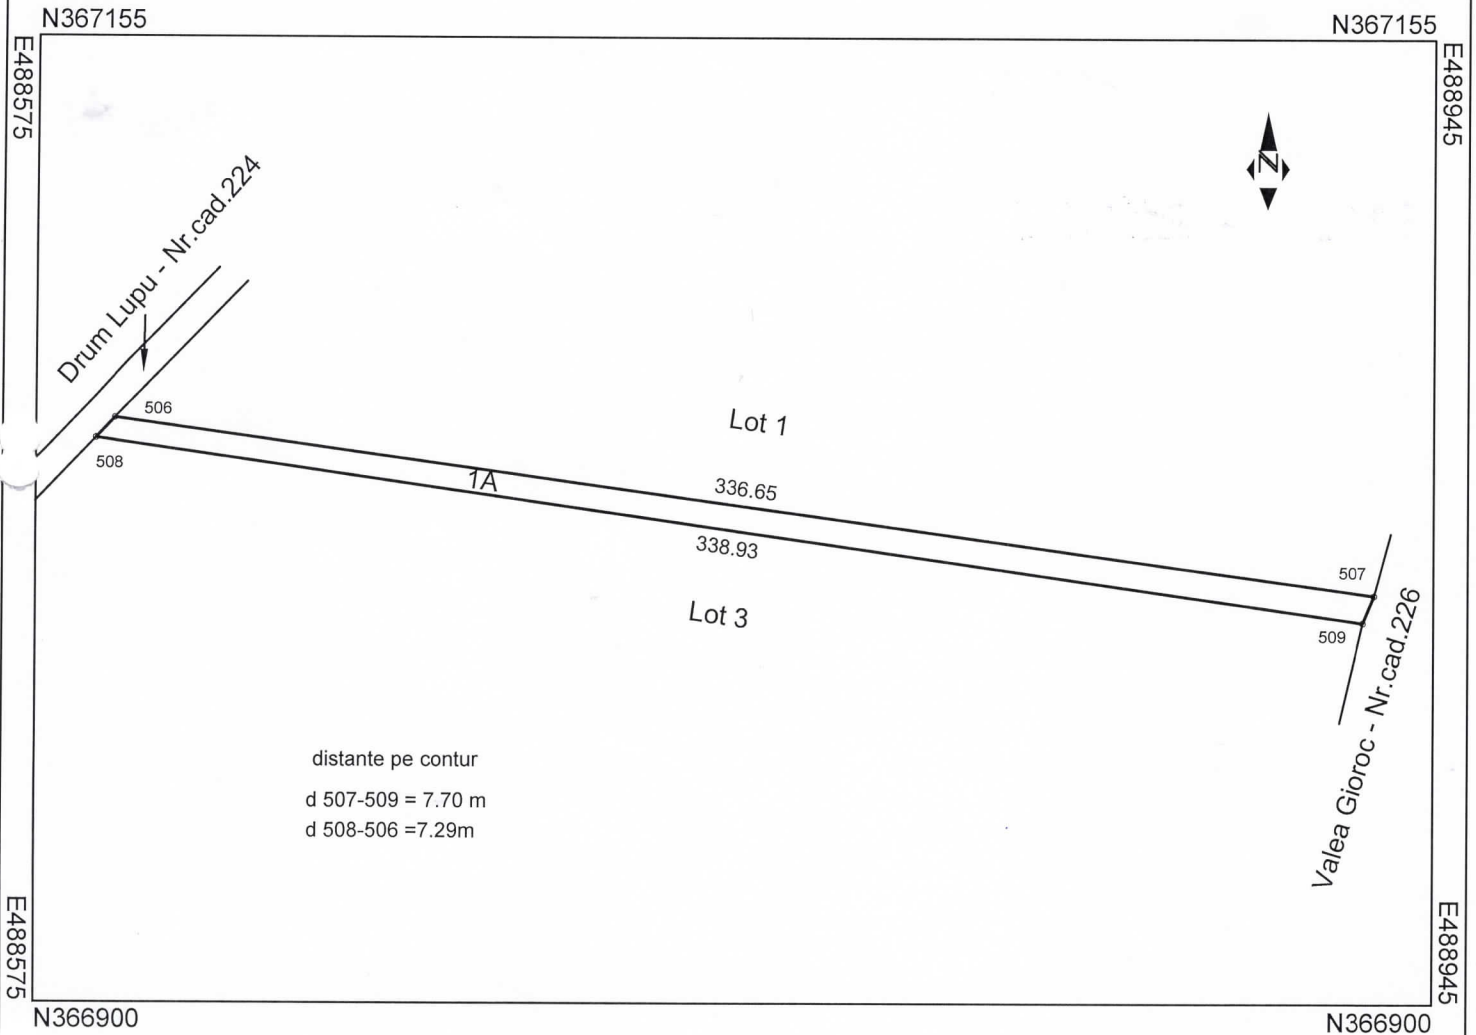 N367155
N367155
E488575
E488945
N
Drum Lupu - Nr.cad.224
506
508
Lot 1
1A
336.65
338.93
507
509
Lot 3
Valea Gioroc - Nr.cad.226
distante pe contur
d 507-509 = 7.70 m
d 508-506 =7.29m
E488575
E488945
N366900
N366900